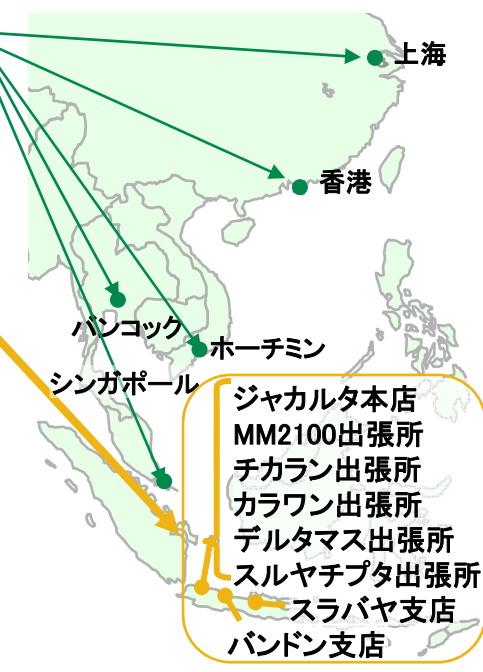 上海
香港
バンコック
ホーチミン
シンガポール
ジャカルタ本店
MM2100出張所
チカラン出張所
カラワン出張所
デルタマス出張所
スルヤチプタ出張所
スラバヤ支店
バンドン支店